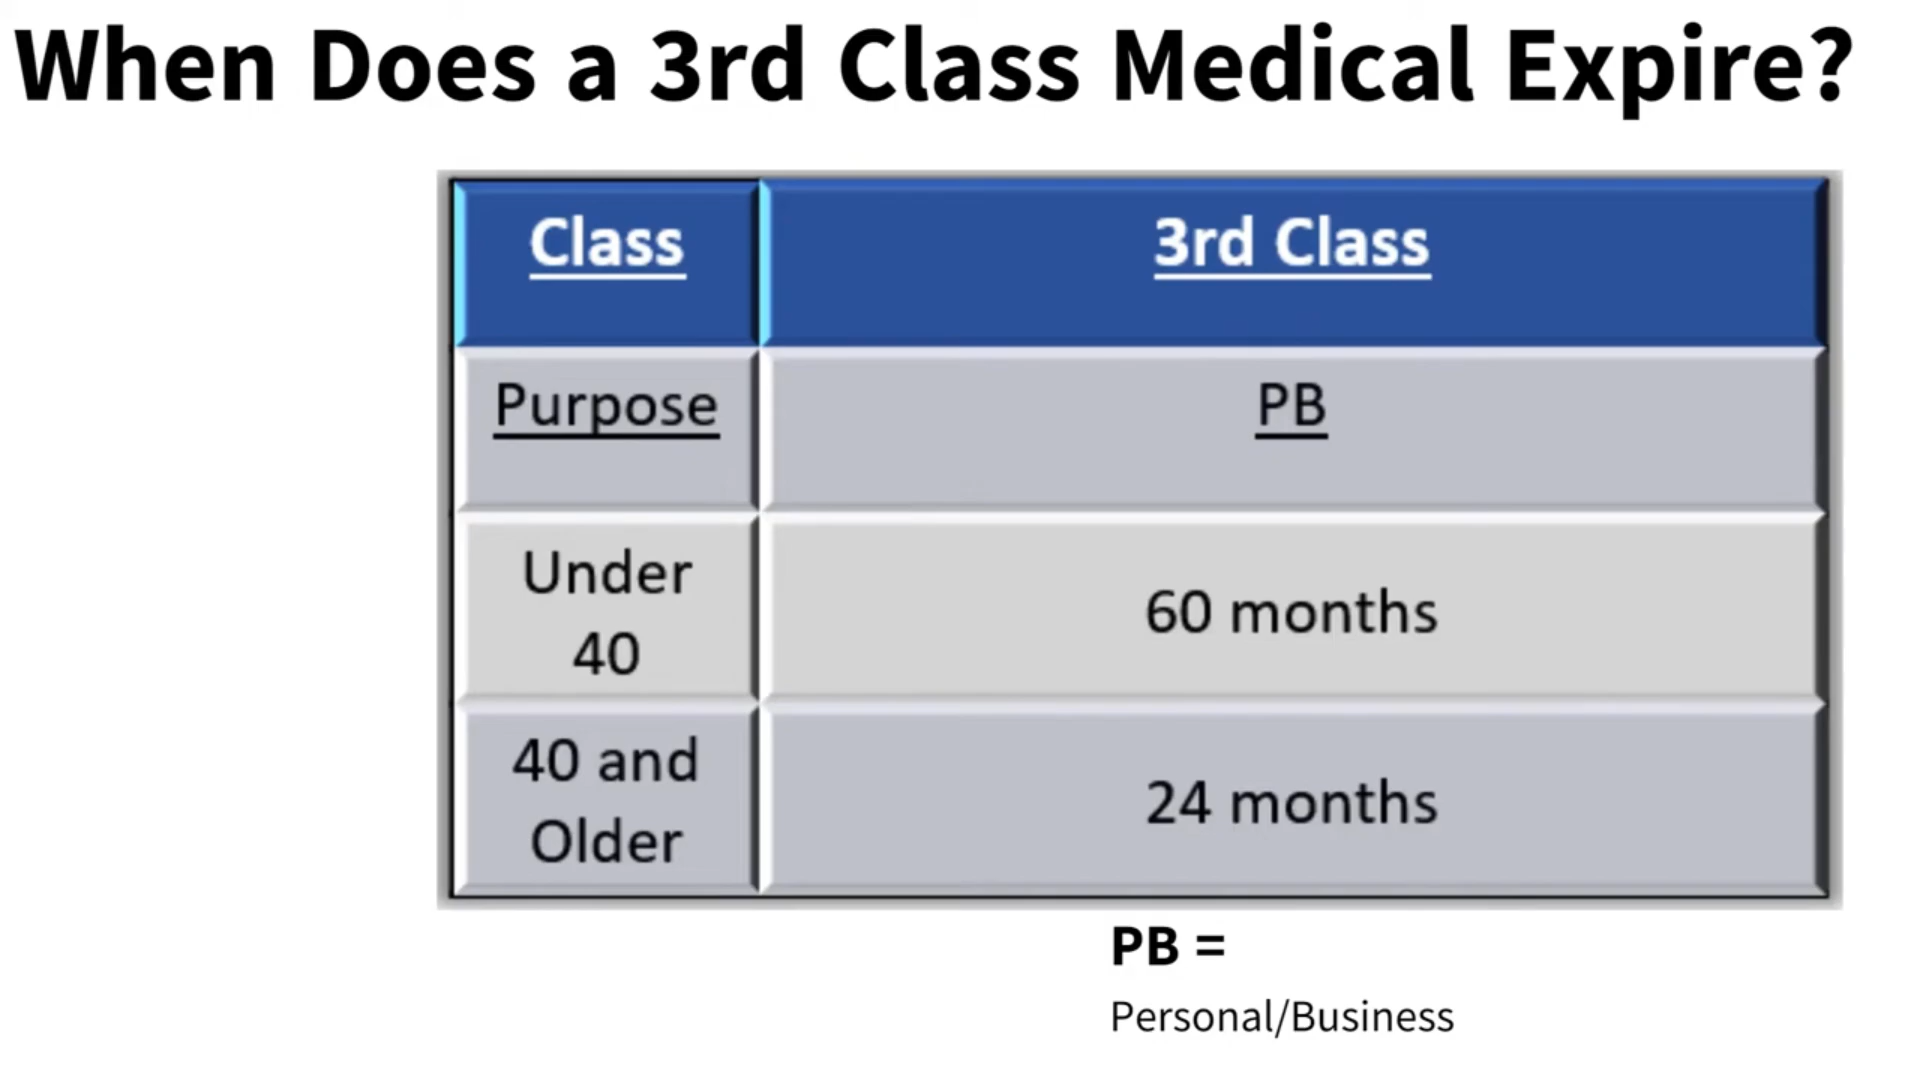 When Does a 3rd Class Medical Expire?
Class
3rd Class
Purpose
PB
Under
40
60 months
40 and
Older
24 months
PB =
Personal/Business